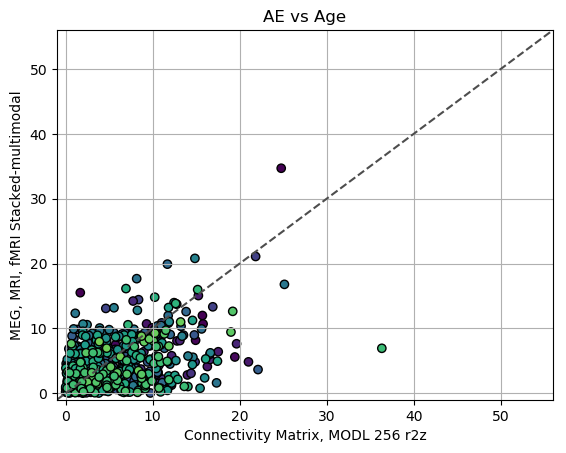 AE vs Age
MEG, MRI, fMRI Stacked-multimodal
50
40
30
20
10
0
0 10 20 30 40 50
Connectivity Matrix, MODL 256 r2z